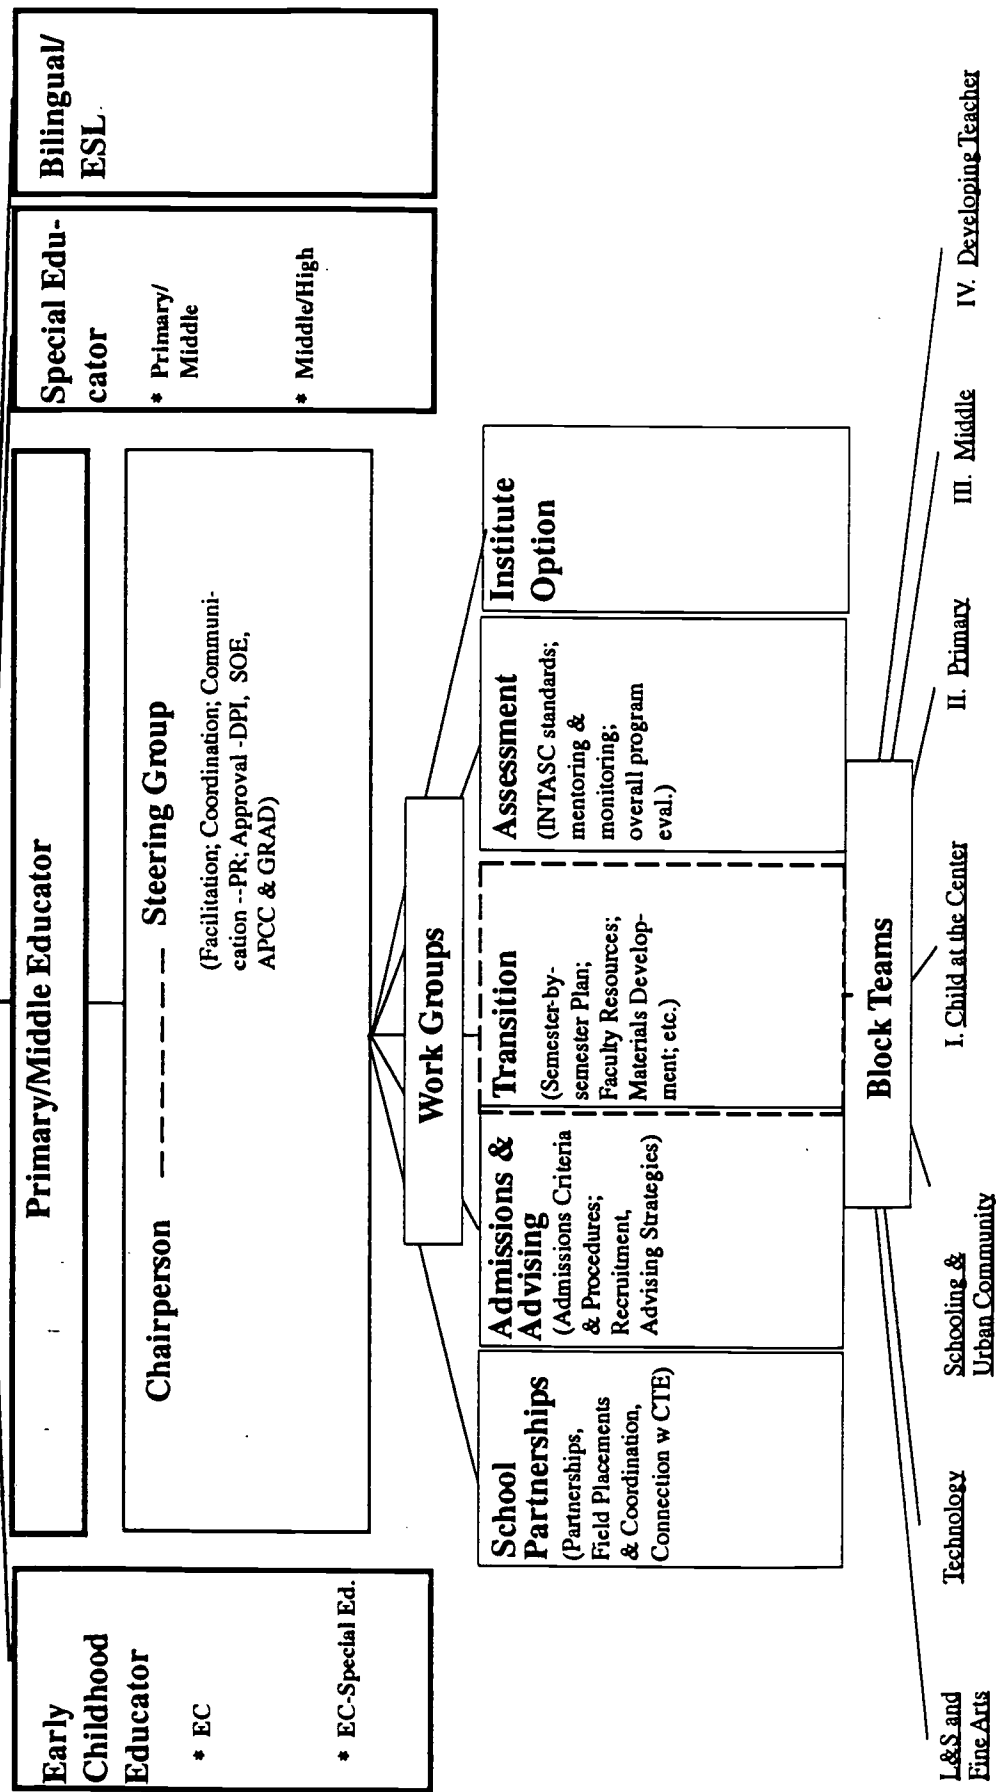 Early
Childhood
Educator
* EC
* EC-Special Ed.
Primary/Middle Educator
Chairperson — — — — — — Steering Group
(Facilitation; Coordination; Communi-
cation --PR; Approval -DPI, SOE,
APCC & GRAD)
Special Edu-
cator
* Primary/
Middle
* Middle/High
Bilingual/
ESL
Work Groups
School
Partnerships
(Partnerships,
Field Placements
& Coordination,
Connection w CTE)
Admissions &
Advising
(Admissions Criteria
& Procedures;
Recruitment,
Advising Strategies)
Transition
(Semester-by-
semester Plan;
Faculty Resources;
Materials Develop-
ment; etc.)
Assessment
(INTASC standards;
mentoring &
monitoring;
overall program
eval.)
Institute
Option
Block Teams
L&S and
Fine Arts
Technology
Schooling &
Urban Community
I. Child at the Center
II. Primary
III. Middle
IV. Developing Teacher